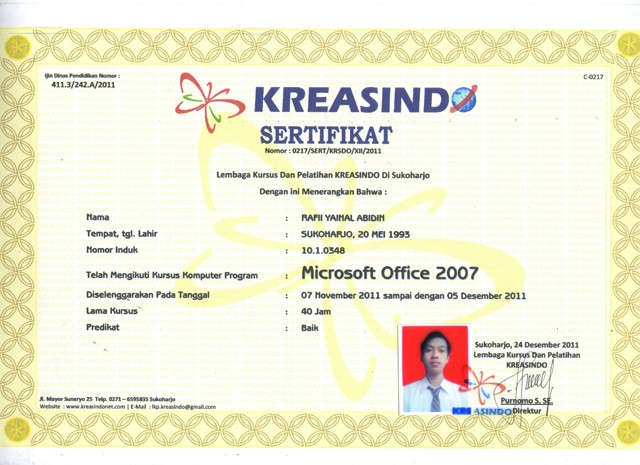 Ijin Dinas Pendidikan Nomor :
411.3/242.A/2011
C-0217
KREASINDO
SERTIFIKAT
Nomor : 0217/SERT/KRSDO/XII/2011
Lembaga Kursus Dan Pelatihan KREASINDO Di Sukoharjo
Dengan ini Menerangkan Bahwa :
Nama : RAFII YAINAL ABIDIN
Tempat, tgl. Lahir : SUKOHARJO, 20 MEI 1993
Nomor Induk : 10.1.0348
Telah Mengikuti Kursus Komputer Program : Microsoft Office 2007
Diselenggarakan Pada Tanggal : 07 November 2011 sampai dengan 05 Desember 2011
Lama Kursus : 40 Jam
Predikat : Baik
Sukoharjo, 24 Desember 2011
Lembaga Kursus Dan Pelatihan
KREASINDO
KREASINDO
Purnomo S, SE.
Direktur
Jl. Mayor Sunaryo 25 Telp. 0271 – 6595835 Sukoharjo
Website : www.kreasindonet.com | E-Mail : lkp.kreasindo@gmail.com